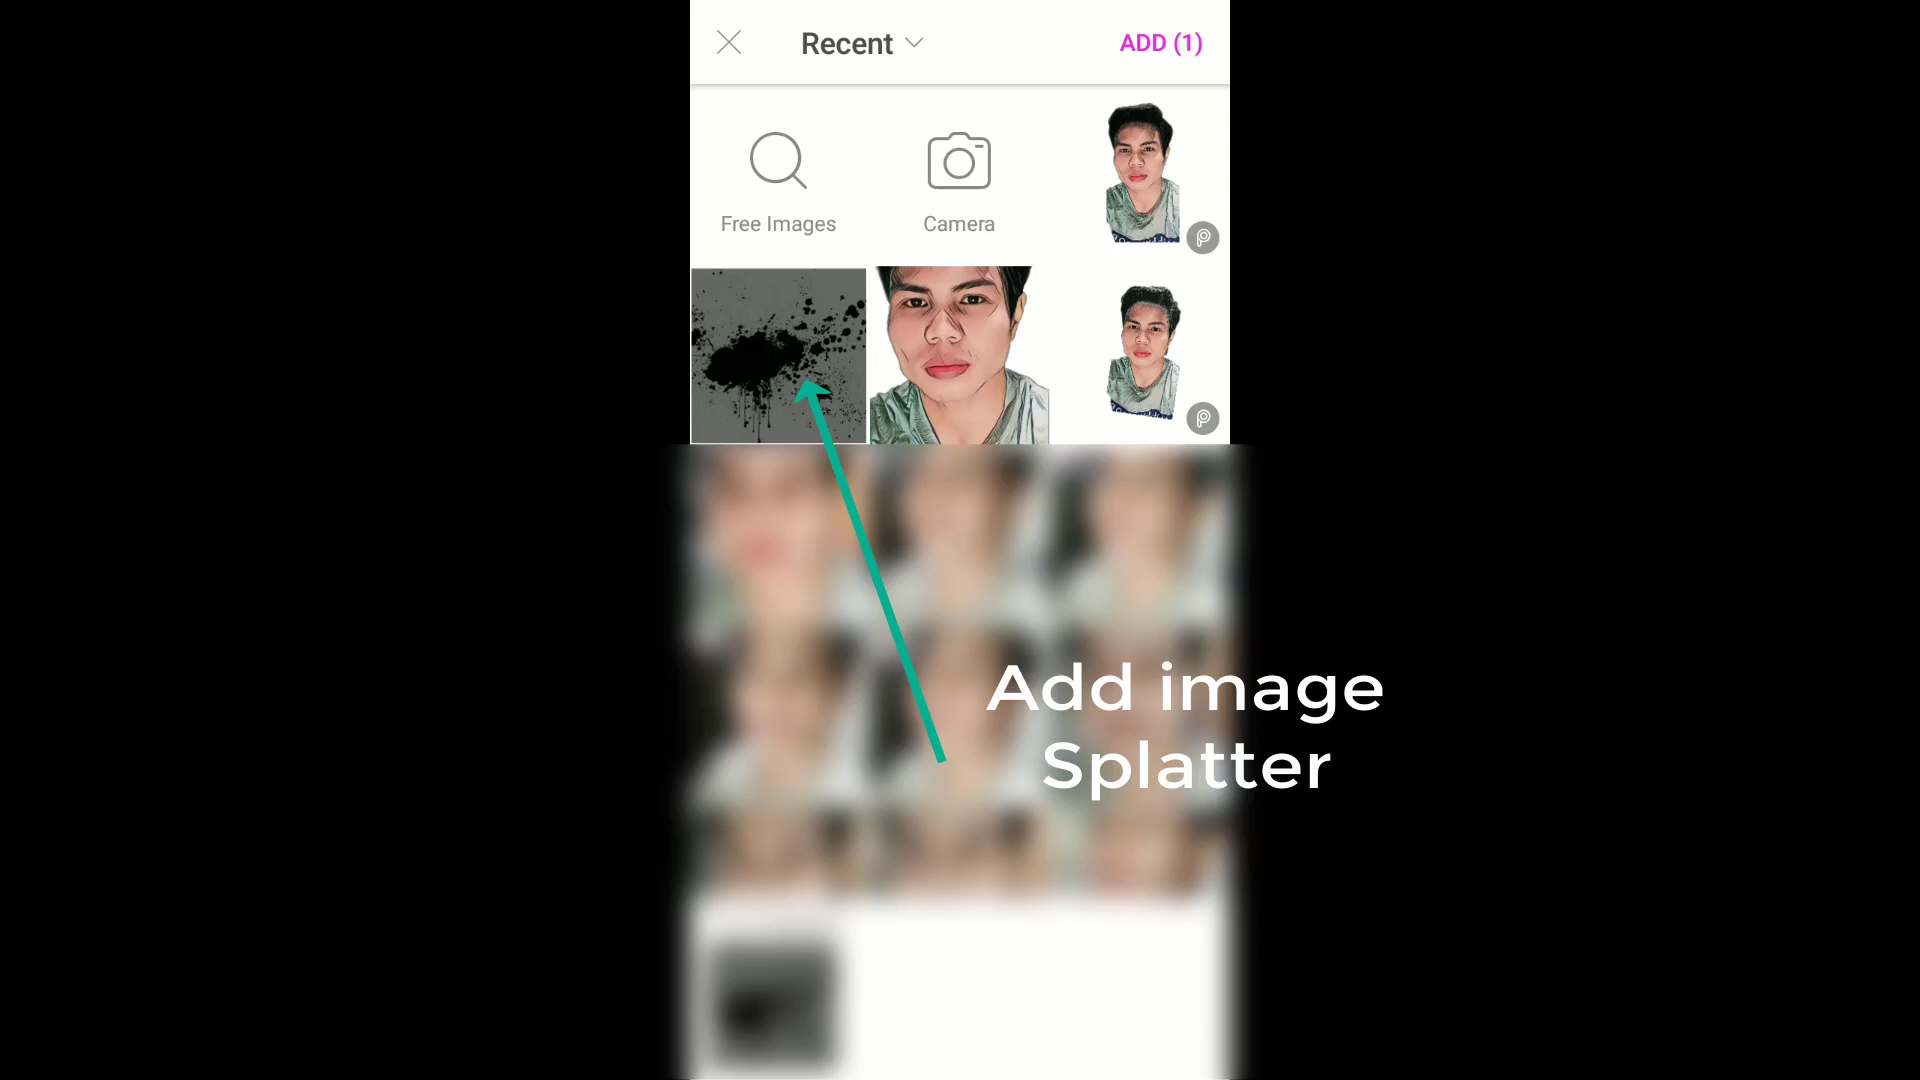 Recent
ADD (1)
Free Images
Camera
Add image
Splatter